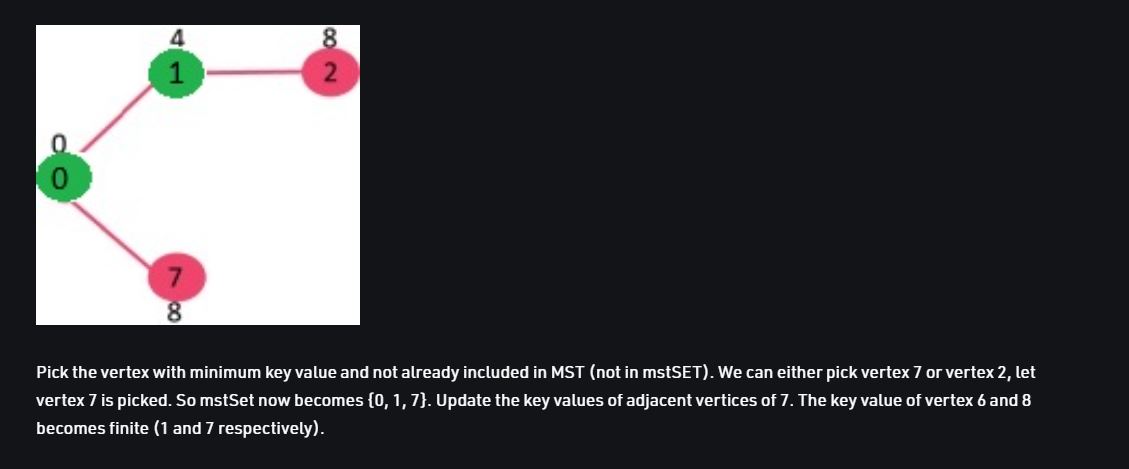 4
8
1
2
0
0
7
8
Pick the vertex with minimum key value and not already included in MST (not in mstSET). We can either pick vertex 7 or vertex 2, let
vertex 7 is picked. So mstSet now becomes {0, 1, 7}. Update the key values of adjacent vertices of 7. The key value of vertex 6 and 8
becomes finite (1 and 7 respectively).